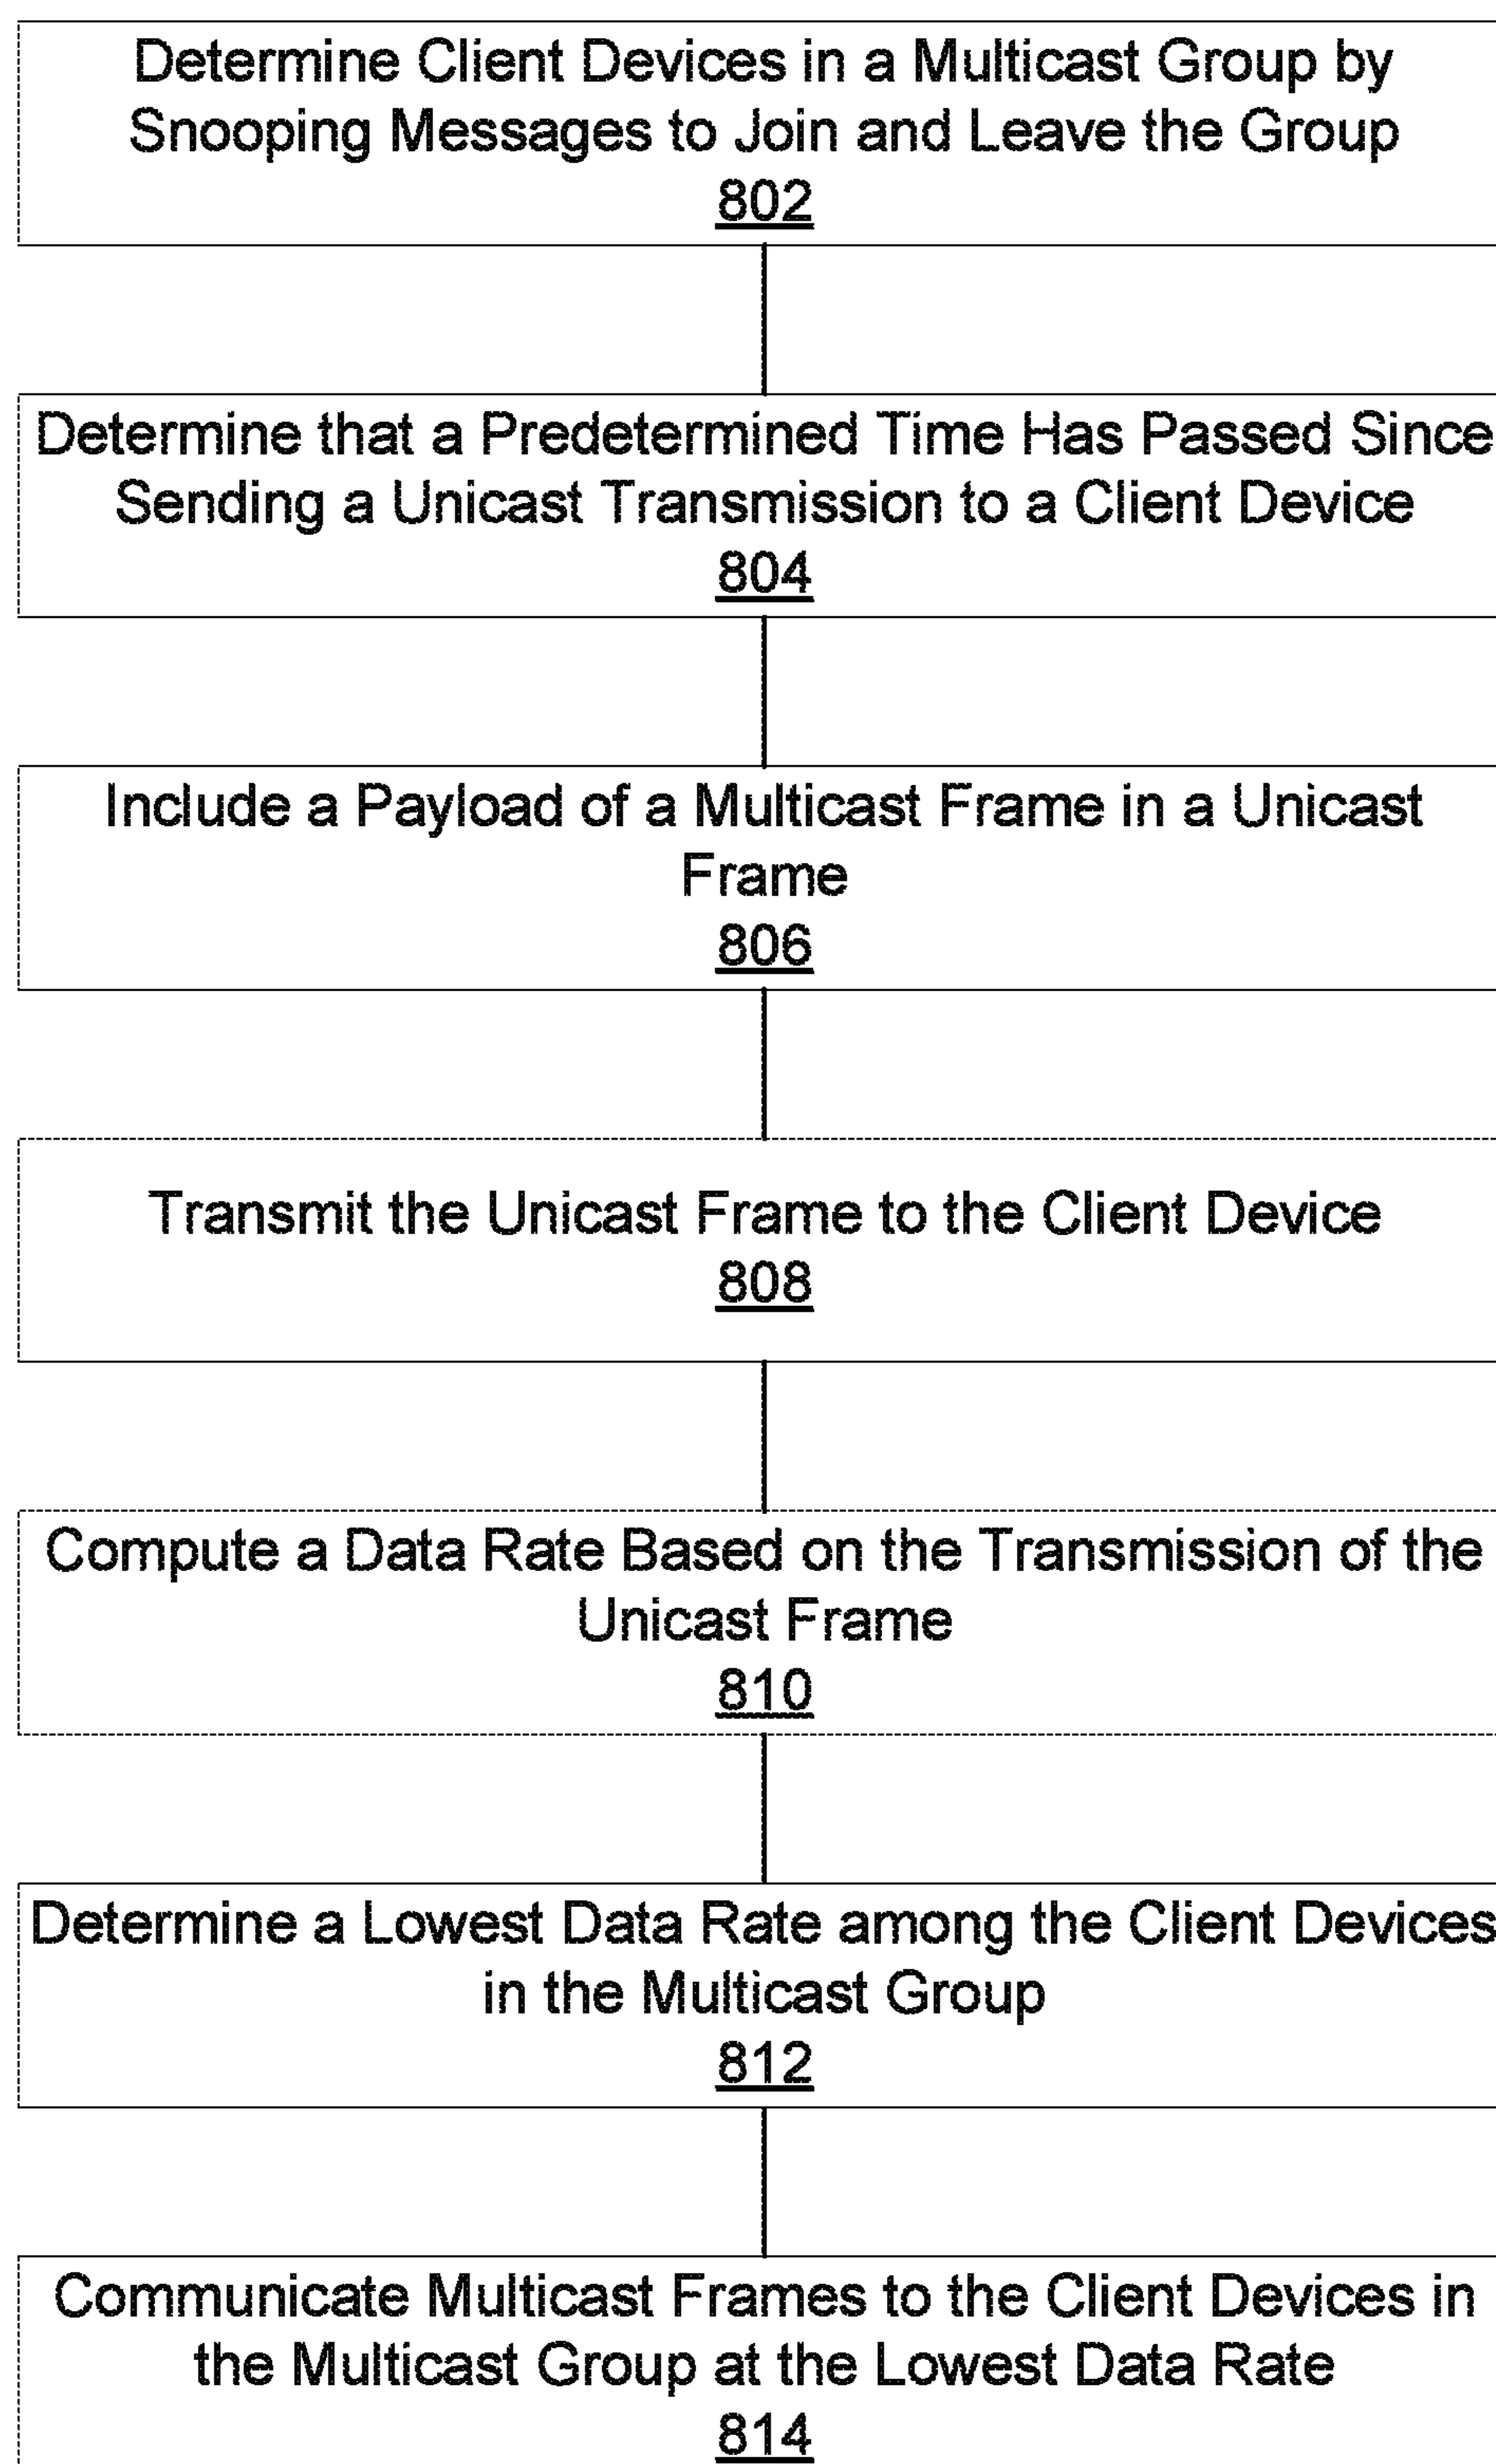 Determine Client Devices in a Multicast Group by
Snooping Messages to Join and Leave the Group
802
Determine that a Predetermined Time Has Passed Since
Sending a Unicast Transmission to a Client Device
804
Include a Payload of a Multicast Frame in a Unicast
Frame
806
Transmit the Unicast Frame to the Client Device
808
Compute a Data Rate Based on the Transmission of the
Unicast Frame
810
Determine a Lowest Data Rate among the Client Devices
in the Multicast Group
812
Communicate Multicast Frames to the Client Devices in
the Multicast Group at the Lowest Data Rate
814